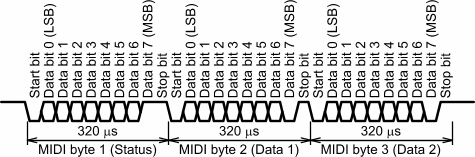 Start bit
Data bit 0 (LSB)
Data bit 1
Data bit 2
Data bit 3
Data bit 4
Data bit 5
Data bit 6
Data bit 7 (MSB)
Stop bit
Start bit
Data bit 0 (LSB)
Data bit 1
Data bit 2
Data bit 3
Data bit 4
Data bit 5
Data bit 6
Data bit 7 (MSB)
Stop bit
Start bit
Data bit 0 (LSB)
Data bit 1
Data bit 2
Data bit 3
Data bit 4
Data bit 5
Data bit 6
Data bit 7 (MSB)
Stop bit
320 µs
320 µs
320 µs
MIDI byte 1 (Status)
MIDI byte 2 (Data 1)
MIDI byte 3 (Data 2)